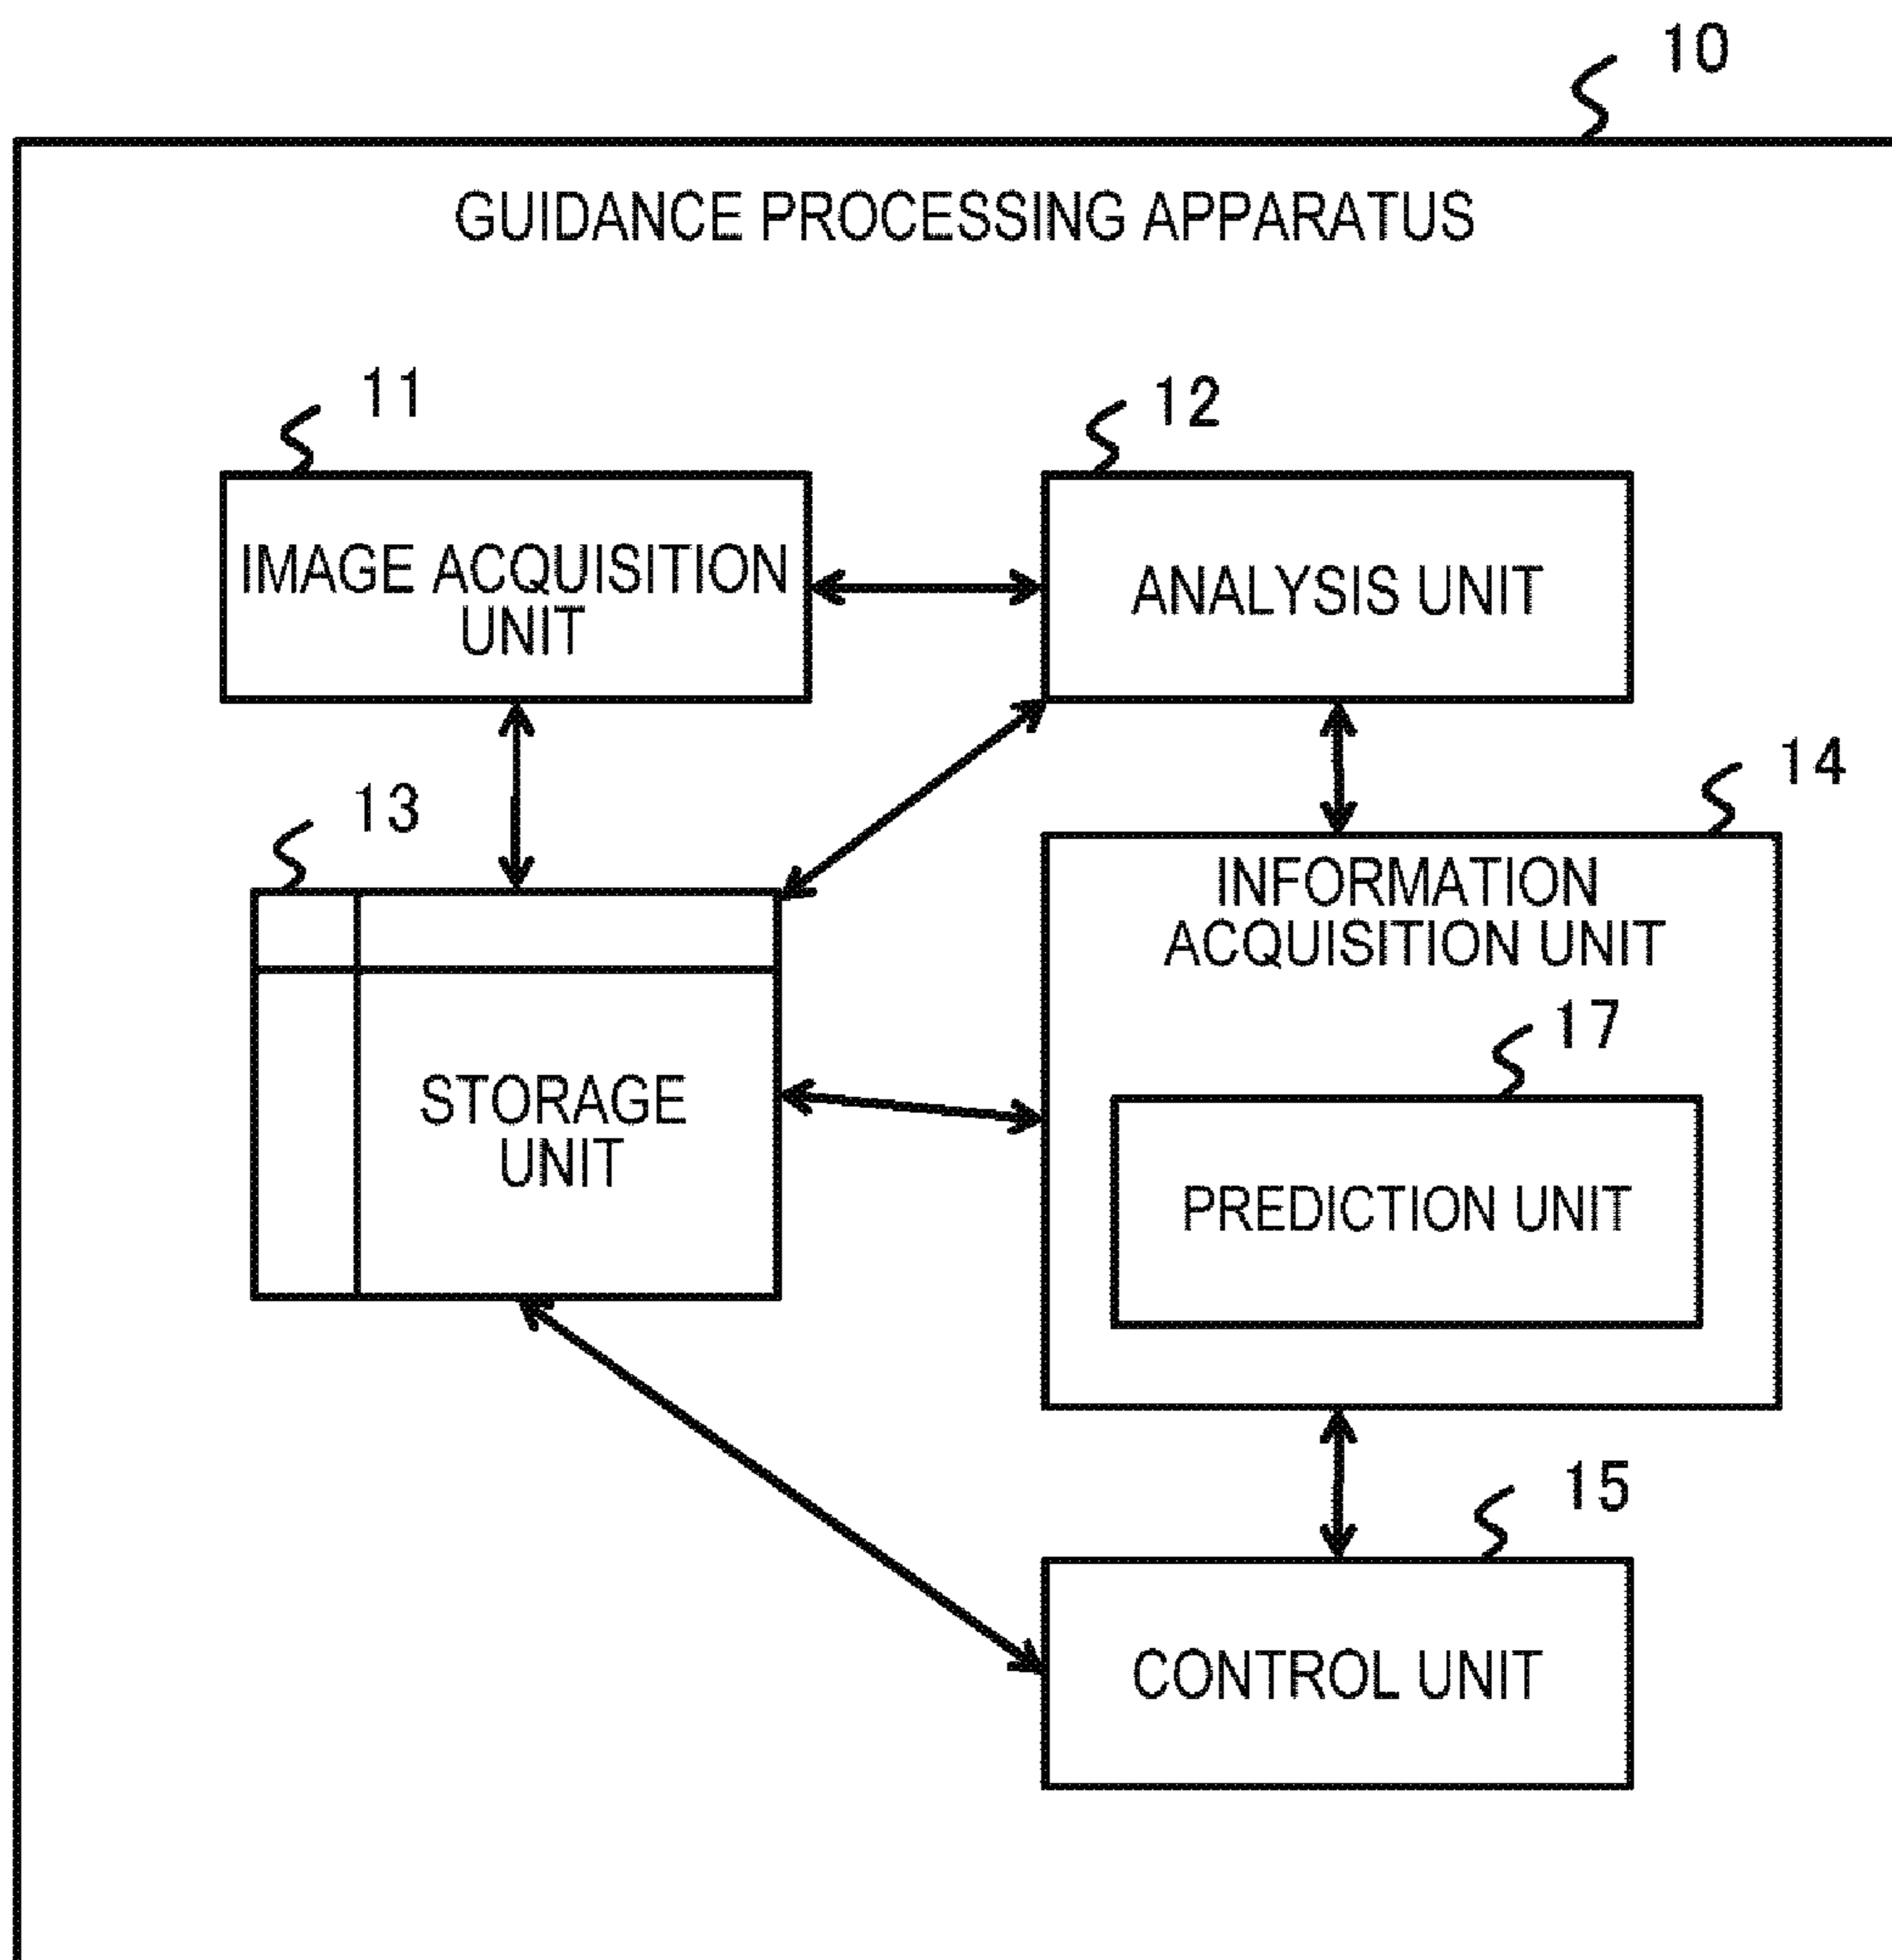 10
GUIDANCE PROCESSING APPARATUS
11
12
IMAGE ACQUISITION
UNIT
ANALYSIS UNIT
13
14
INFORMATION
ACQUISITION UNIT
17
STORAGE
UNIT
PREDICTION UNIT
15
CONTROL UNIT